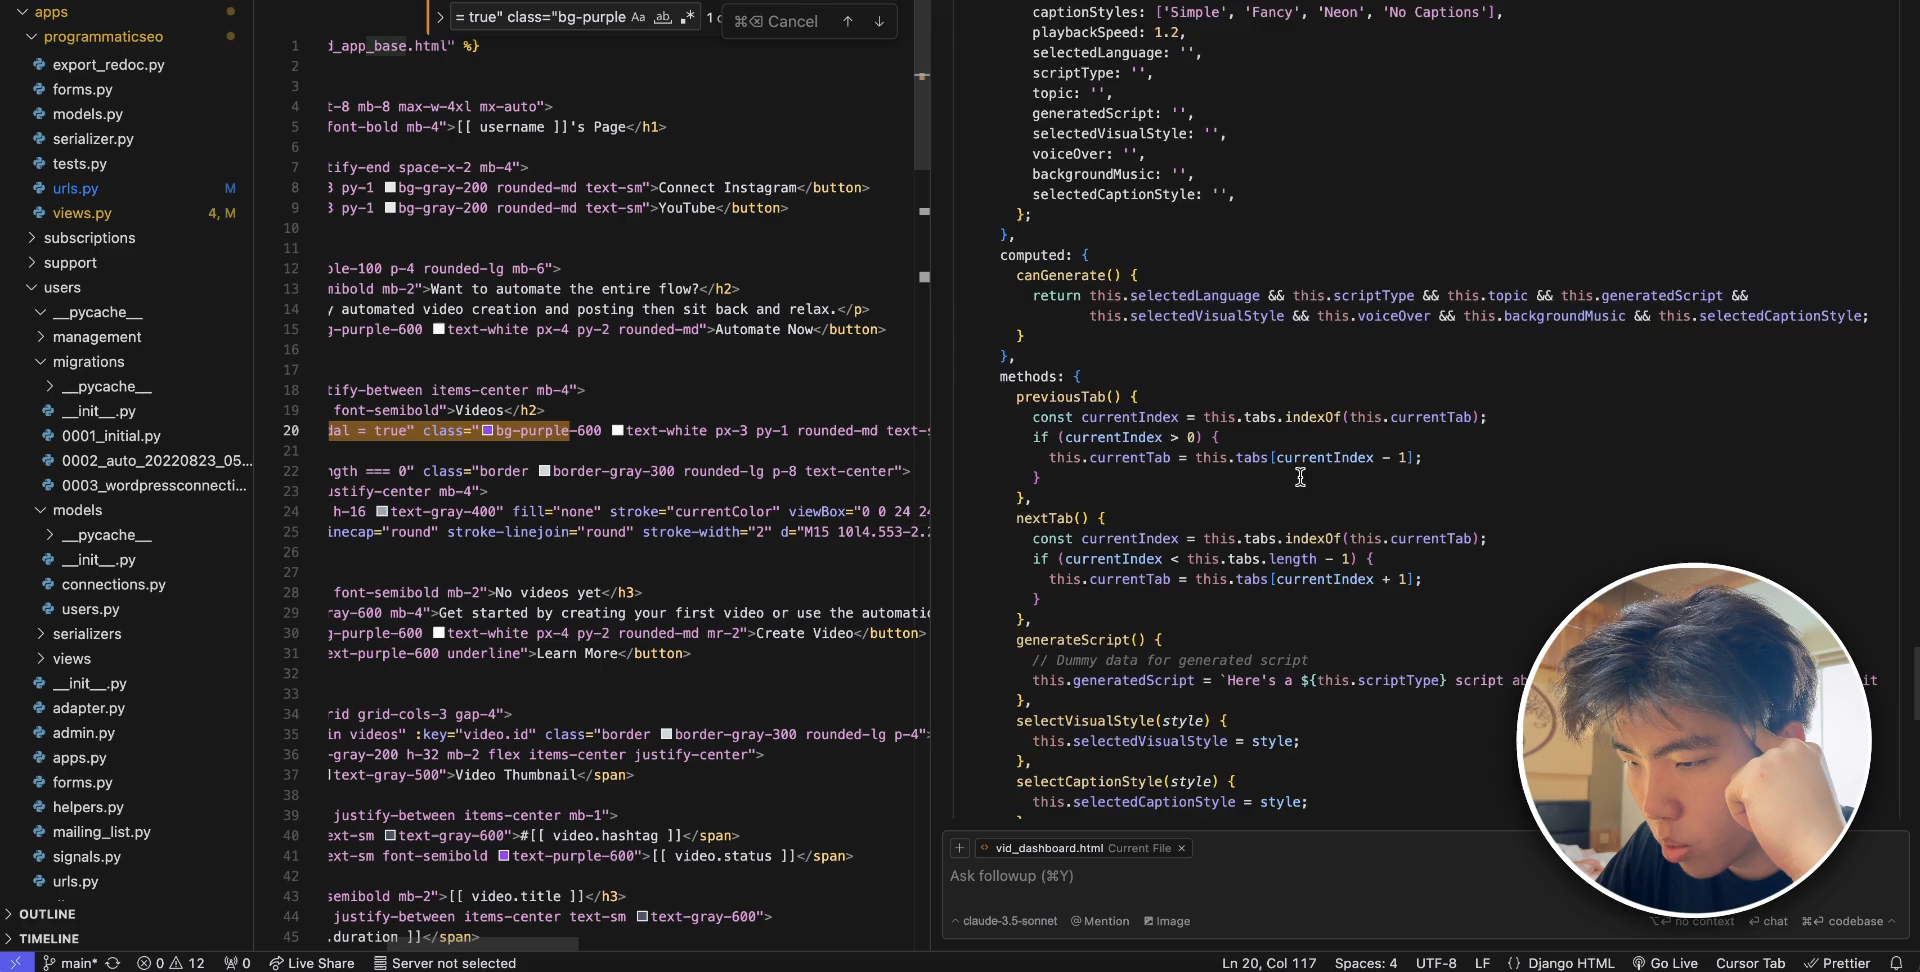 apps
programmaticseo
export_redoc.py
forms.py
models.py
serializer.py
tests.py
urls.py M
views.py 4, M
subscriptions
support
users
__pycache__
management
migrations
__pycache__
__init__.py
0001_initial.py
0002_auto_20220823_05...
0003_wordpressconnecti...
models
__pycache__
__init__.py
connections.py
users.py
serializers
views
__init__.py
adapter.py
admin.py
apps.py
forms.py
helpers.py
mailing_list.py
signals.py
urls.py
OUTLINE
TIMELINE
= true" class="bg-purple Aa ab .* 1 ⌘⌫ Cancel ↑ ↓
1 d_app_base.html" %}
2
3
4 t-8 mb-8 max-w-4xl mx-auto">
5 font-bold mb-4">[[ username ]]'s Page</h1>
6
7 tify-end space-x-2 mb-4">
8 3 py-1 bg-gray-200 rounded-md text-sm">Connect Instagram</button>
9 3 py-1 bg-gray-200 rounded-md text-sm">YouTube</button>
10
11
12 ple-100 p-4 rounded-lg mb-6">
13 mibold mb-2">Want to automate the entire flow?</h2>
14 y automated video creation and posting then sit back and relax.</p>
15 g-purple-600 text-white px-4 py-2 rounded-md">Automate Now</button>
16
17
18 tify-between items-center mb-4">
19 font-semibold">Videos</h2>
20 dal = true" class="bg-purple-600 text-white px-3 py-1 rounded-md text-s
21
22 ngth === 0" class="border border-gray-300 rounded-lg p-8 text-center">
23 ustify-center mb-4">
24 h-16 text-gray-400" fill="none" stroke="currentColor" viewBox="0 0 24 24
25 inecap="round" stroke-linejoin="round" stroke-width="2" d="M15 10l4.553-2.
26
27
28 font-semibold mb-2">No videos yet</h3>
29 ray-600 mb-4">Get started by creating your first video or use the automatic
30 g-purple-600 text-white px-4 py-2 rounded-md mr-2">Create Video</button>
31 ext-purple-600 underline">Learn More</button>
32
33
34 rid grid-cols-3 gap-4">
35 in videos" :key="video.id" class="border border-gray-300 rounded-lg p-4">
36 -gray-200 h-32 mb-2 flex items-center justify-center">
37 text-gray-500">Video Thumbnail</span>
38
39 justify-between items-center mb-1">
40 ext-sm text-gray-600">#[[ video.hashtag ]]</span>
41 ext-sm font-semibold text-purple-600">[[ video.status ]]</span>
42
43 semibold mb-2">[[ video.title ]]</h3>
44 justify-between items-center text-sm text-gray-600">
45 .duration ]]</span>
captionStyles: ['Simple', 'Fancy', 'Neon', 'No Captions'],
playbackSpeed: 1.2,
selectedLanguage: '',
scriptType: '',
topic: '',
generatedScript: '',
selectedVisualStyle: '',
voiceOver: '',
backgroundMusic: '',
selectedCaptionStyle: '',
};
},
computed: {
canGenerate() {
return this.selectedLanguage && this.scriptType && this.topic && this.generatedScript &&
this.selectedVisualStyle && this.voiceOver && this.backgroundMusic && this.selectedCaptionStyle;
}
},
methods: {
previousTab() {
const currentIndex = this.tabs.indexOf(this.currentTab);
if (currentIndex > 0) {
this.currentTab = this.tabs[currentIndex - 1];
}
},
nextTab() {
const currentIndex = this.tabs.indexOf(this.currentTab);
if (currentIndex < this.tabs.length - 1) {
this.currentTab = this.tabs[currentIndex + 1];
}
},
generateScript() {
// Dummy data for generated script
this.generatedScript = `Here's a ${this.scriptType} script ab it
},
selectVisualStyle(style) {
this.selectedVisualStyle = style;
},
selectCaptionStyle(style) {
this.selectedCaptionStyle = style;
+ vid_dashboard.html Current File ×
Ask followup (⌘Y)
claude-3.5-sonnet @ Mention Image no context chat codebase
main* 0 12 0 Live Share Server not selected Ln 20, Col 117 Spaces: 4 UTF-8 LF {} Django HTML Go Live Cursor Tab Prettier